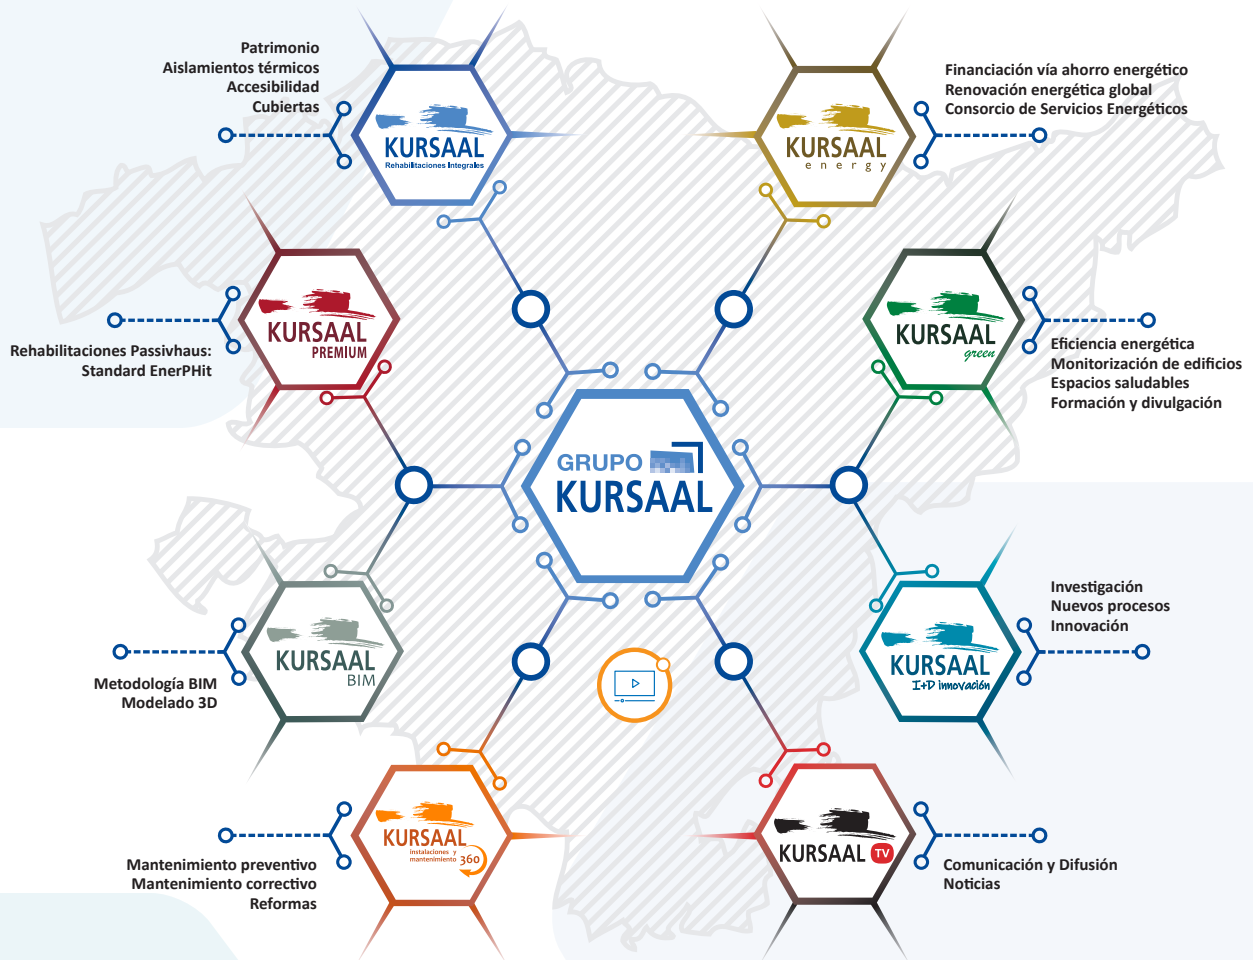 Patrimonio
Aislamientos térmicos
Accesibilidad
Cubiertas
KURSAAL
Rehabilitaciones Integrales
KURSAAL
energy
Financiación vía ahorro energético
Renovación energética global
Consorcio de Servicios Energéticos
KURSAAL
PREMIUM
Rehabilitaciones Passivhaus:
Standard EnerPHit
KURSAAL
green
Eficiencia energética
Monitorización de edificios
Espacios saludables
Formación y divulgación
GRUPO
KURSAAL
KURSAAL
BIM
Metodología BIM
Modelado 3D
KURSAAL
I+D innovación
Investigación
Nuevos procesos
Innovación
KURSAAL
instalaciones y
mantenimiento 360
Mantenimiento preventivo
Mantenimiento correctivo
Reformas
KURSAAL TV
Comunicación y Difusión
Noticias